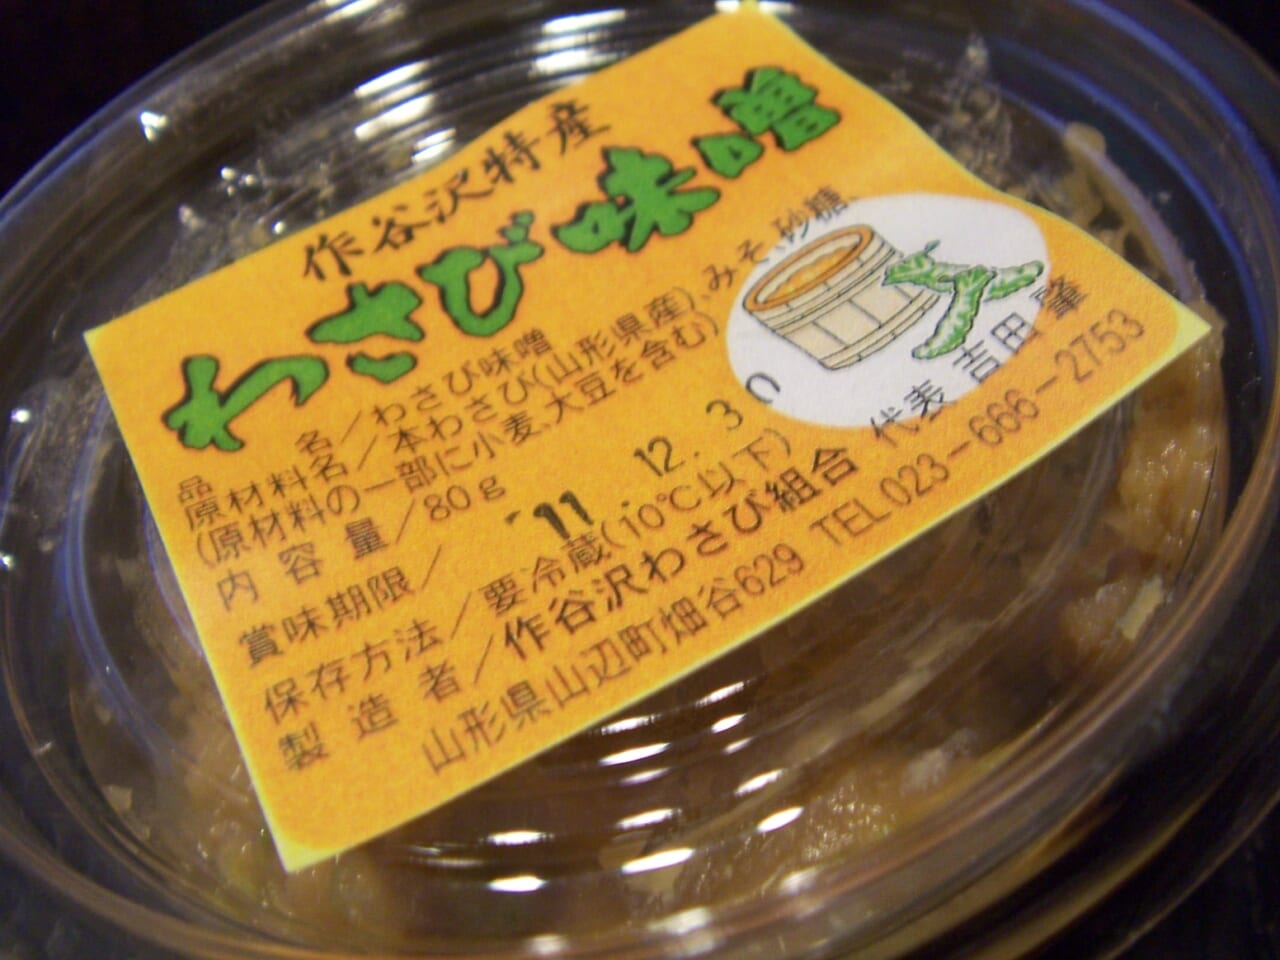 作谷沢特産
わさび味噌
品名/わさび味噌
原材料名/本わさび(山形県産)、みそ、砂糖、
(原材料の一部に小麦、大豆を含む)
内容量/80g
賞味期限/'11.12.30
保存方法/要冷蔵(10℃以下)
製造者/作谷沢わさび組合 代表 吉田 肇
山形県山辺町畑谷629 TEL023-666-2753